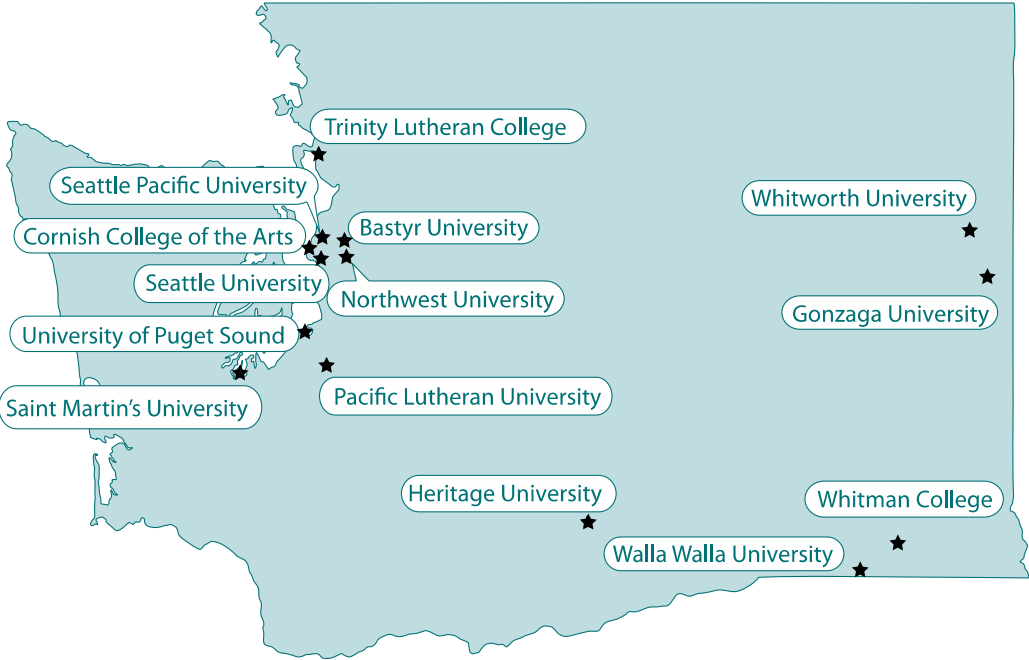 Trinity Lutheran College
Seattle Pacific University
Whitworth University
Cornish College of the Arts
Bastyr University
Seattle University
Northwest University
Gonzaga University
University of Puget Sound
Pacific Lutheran University
Saint Martin's University
Heritage University
Whitman College
Walla Walla University